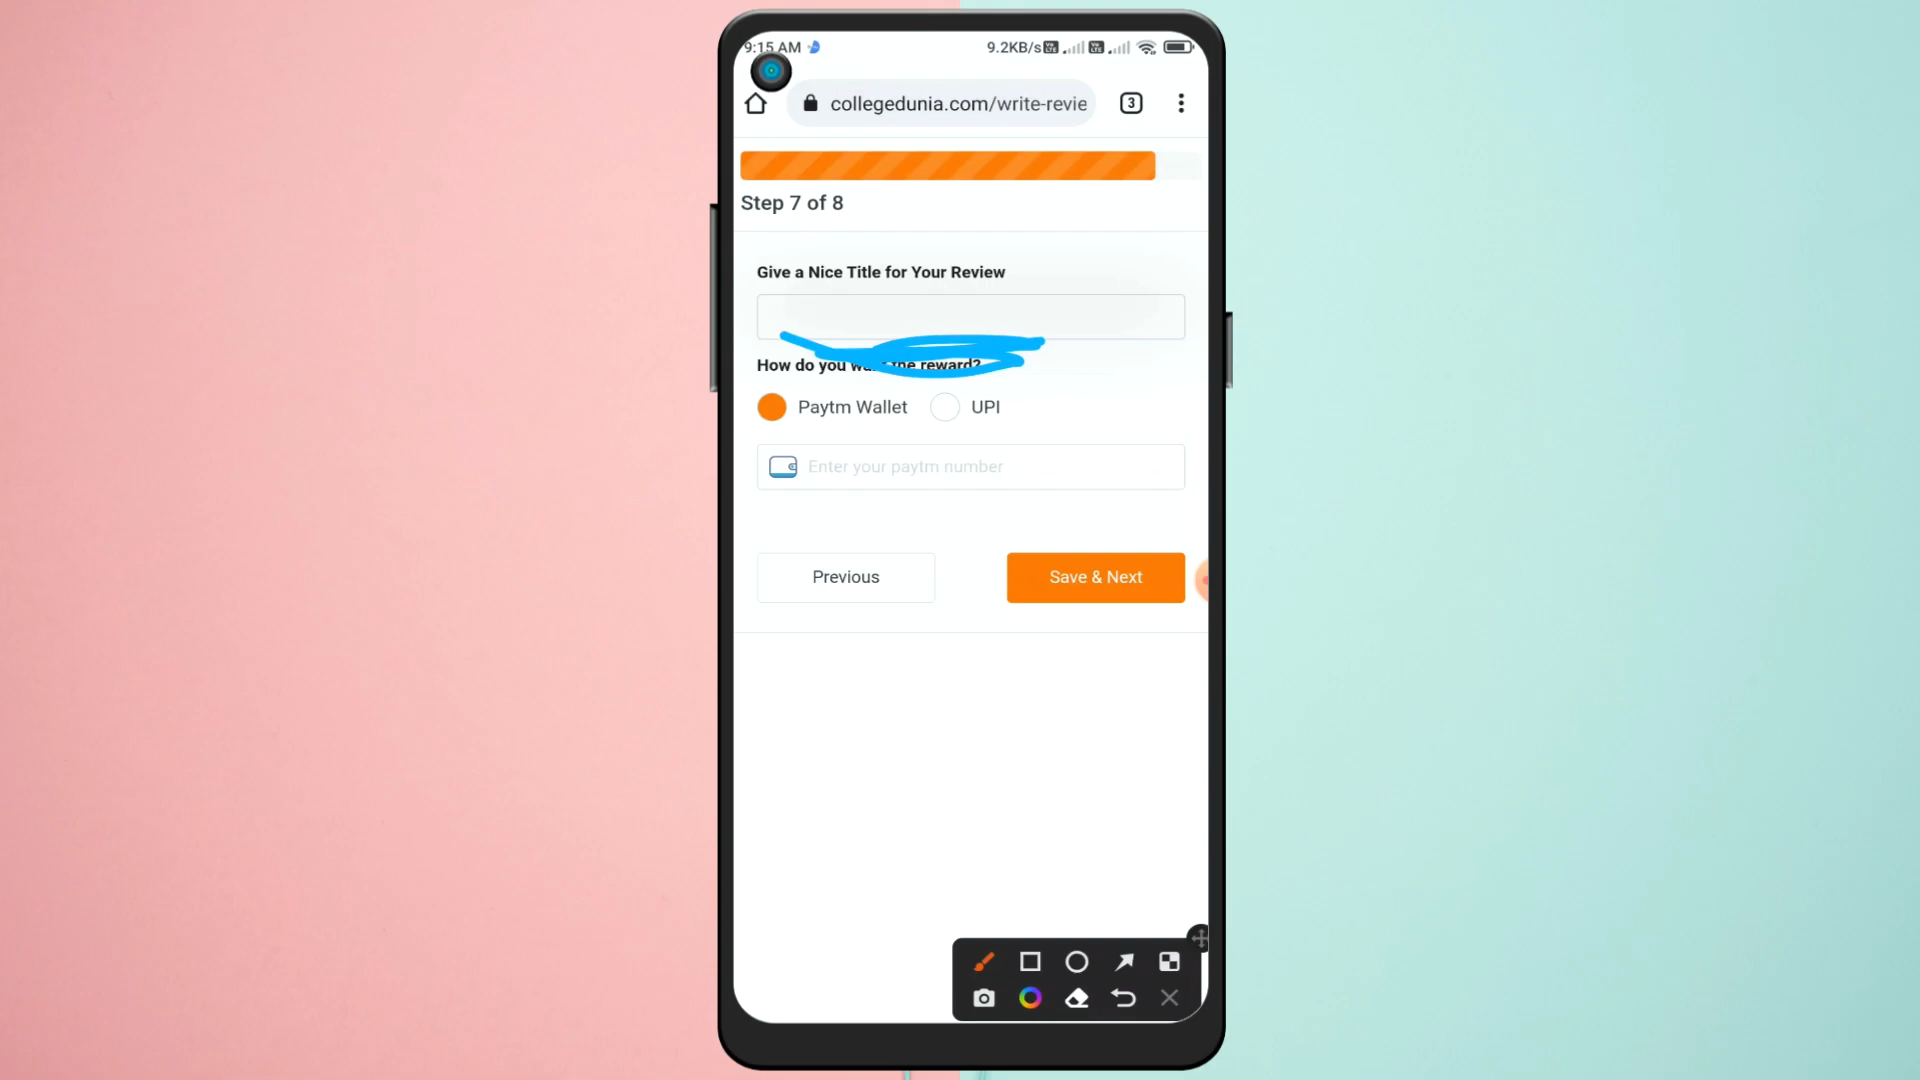 9:15 AM 9.2KB/s
collegedunia.com/write-revie 3
Step 7 of 8
Give a Nice Title for Your Review
How do you the reward?
Paytm Wallet UPI
Enter your paytm number
Previous Save & Next